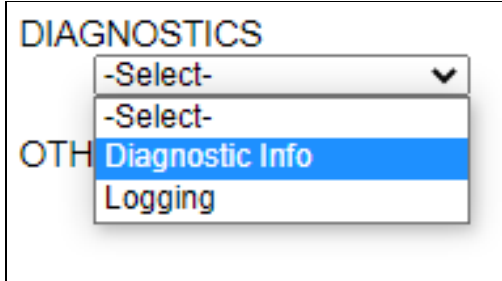 DIAGNOSTICS
-Select-
-Select-
OTH Diagnostic Info
Logging